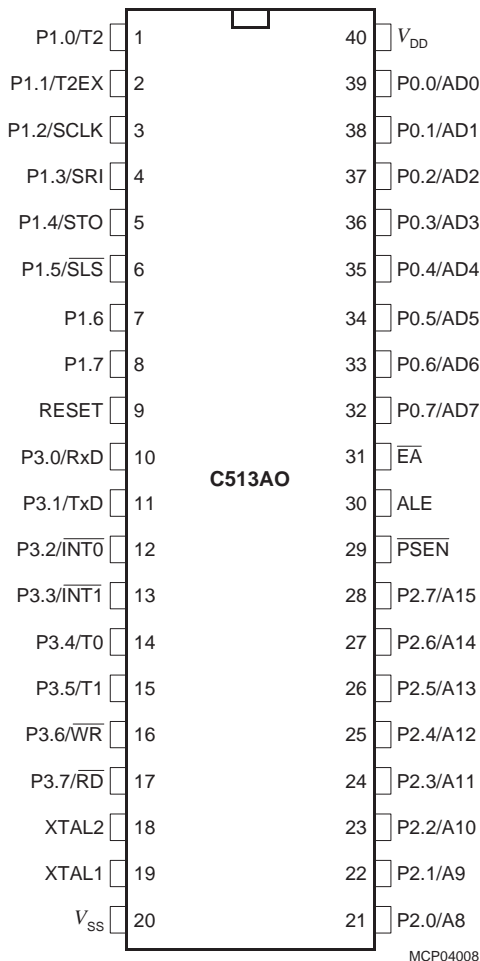 P1.0/T2 1 40 VDD
P1.1/T2EX 2 39 P0.0/AD0
P1.2/SCLK 3 38 P0.1/AD1
P1.3/SRI 4 37 P0.2/AD2
P1.4/STO 5 36 P0.3/AD3
P1.5/S̅L̅S̅ 6 35 P0.4/AD4
P1.6 7 34 P0.5/AD5
P1.7 8 33 P0.6/AD6
RESET 9 32 P0.7/AD7
P3.0/RxD 10 31 E̅A̅
C513AO
P3.1/TxD 11 30 ALE
P3.2/I̅N̅T̅0̅ 12 29 P̅S̅E̅N̅
P3.3/I̅N̅T̅1̅ 13 28 P2.7/A15
P3.4/T0 14 27 P2.6/A14
P3.5/T1 15 26 P2.5/A13
P3.6/W̅R̅ 16 25 P2.4/A12
P3.7/R̅D̅ 17 24 P2.3/A11
XTAL2 18 23 P2.2/A10
XTAL1 19 22 P2.1/A9
VSS 20 21 P2.0/A8
MCP04008